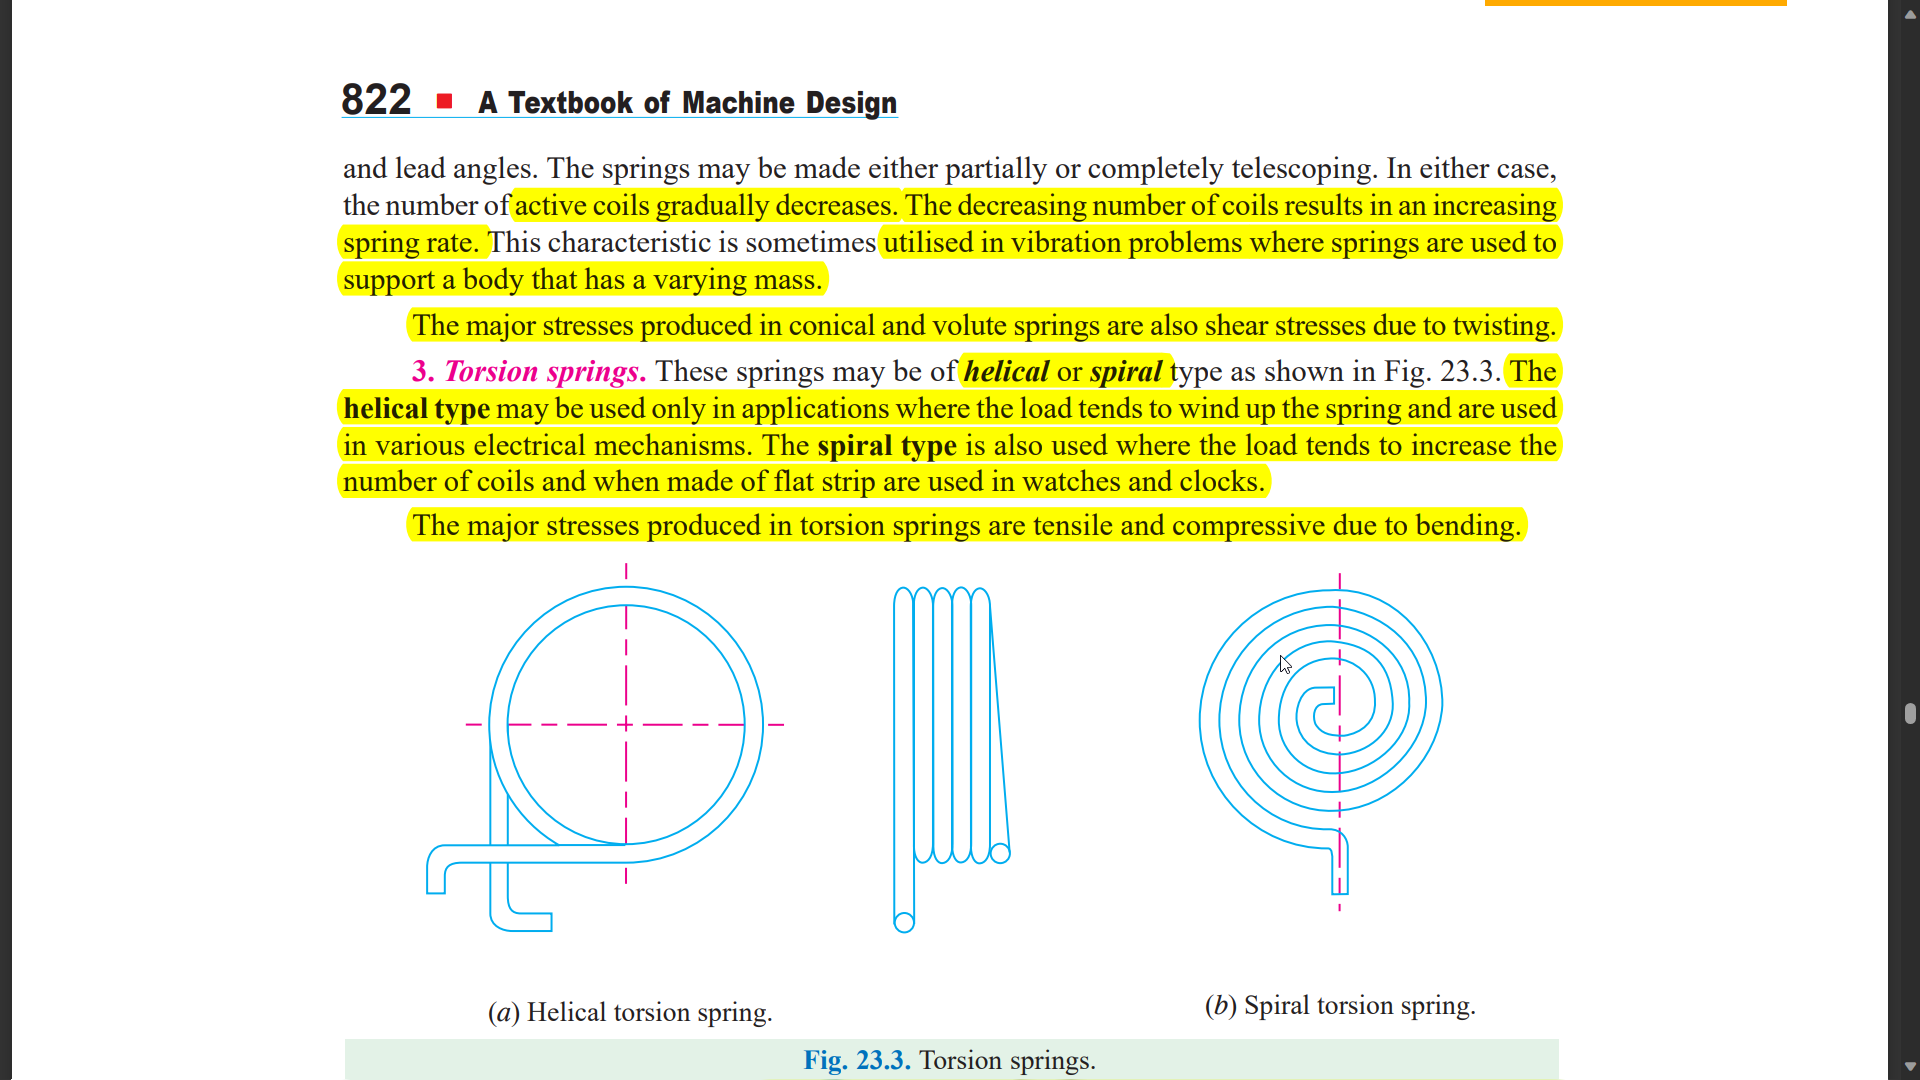 822 ■ A Textbook of Machine Design
and lead angles. The springs may be made either partially or completely telescoping. In either case,
the number of active coils gradually decreases. The decreasing number of coils results in an increasing
spring rate. This characteristic is sometimes utilised in vibration problems where springs are used to
support a body that has a varying mass.
The major stresses produced in conical and volute springs are also shear stresses due to twisting.
3. Torsion springs. These springs may be of helical or spiral type as shown in Fig. 23.3. The
helical type may be used only in applications where the load tends to wind up the spring and are used
in various electrical mechanisms. The spiral type is also used where the load tends to increase the
number of coils and when made of flat strip are used in watches and clocks.
The major stresses produced in torsion springs are tensile and compressive due to bending.
(a) Helical torsion spring.
(b) Spiral torsion spring.
Fig. 23.3. Torsion springs.